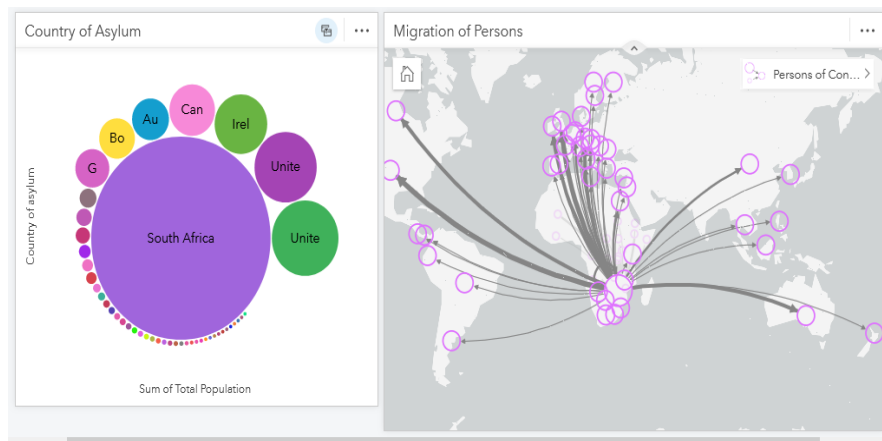 Country of Asylum
Migration of Persons
Persons of Con...
Can
Au
Irel
Bo
Unite
G
South Africa
Unite
Country of asylum
Sum of Total Population